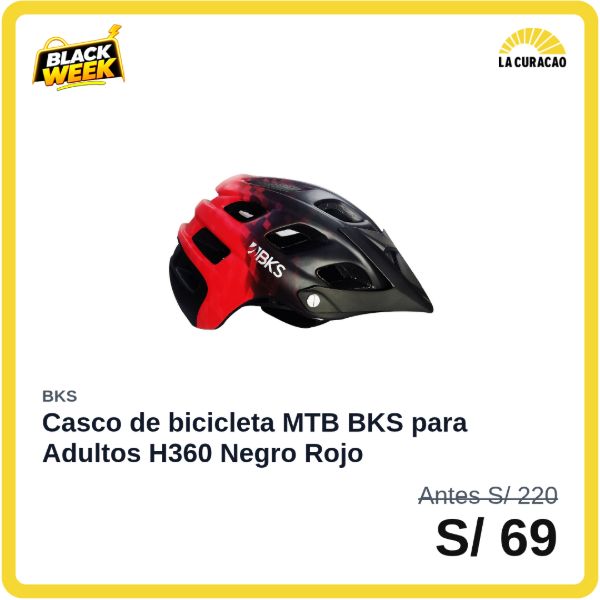 BLACK
WEEK
LA CURACAO
BKS
BKS
Casco de bicicleta MTB BKS para
Adultos H360 Negro Rojo
Antes S/ 220
S/ 69